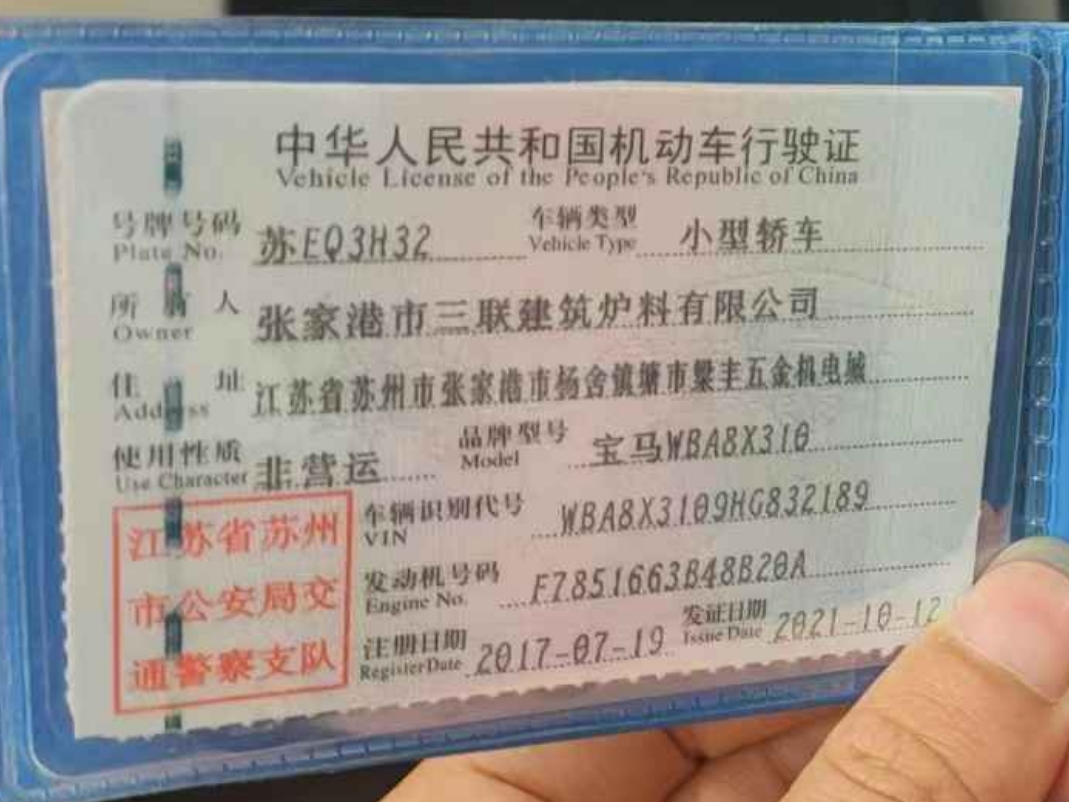 中华人民共和国机动车行驶证
Vehicle License of the People's Republic of China
号牌号码 苏EQ3H32 车辆类型 小型轿车
Plate No. Vehicle Type
所有人 张家港市三联建筑炉料有限公司
Owner
住址 江苏省苏州市张家港市杨舍镇塘市梁丰五金机电城
Address
使用性质 非营运 品牌型号 宝马WBA8X310
Use Character Model
江苏省苏州
市公安局交
通警察支队
车辆识别代号 WBA8X3109HG832189
VIN
发动机号码 F7851663B48B20A
Engine No.
注册日期 2017-07-19 发证日期 2021-10-12
Register Date Issue Date